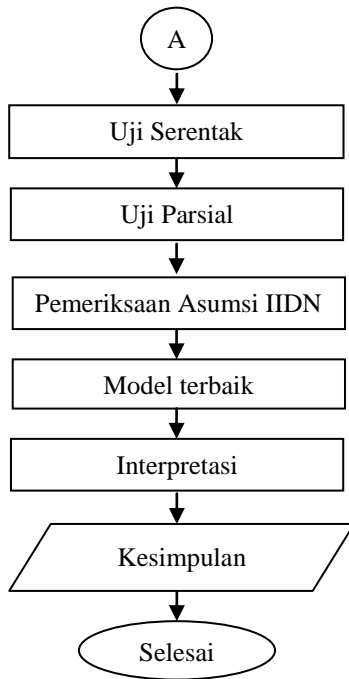 A
Uji Serentak
Uji Parsial
Pemeriksaan Asumsi IIDN
Model terbaik
Interpretasi
Kesimpulan
Selesai